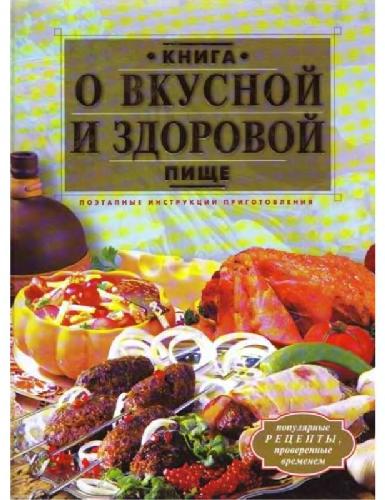 • КНИГА •
О ВКУСНОЙ
И ЗДОРОВОЙ
ПИЩЕ
ПОЭТАПНЫЕ ИНСТРУКЦИИ ПРИГОТОВЛЕНИЯ
популярные
РЕЦЕПТЫ,
проверенные
временем